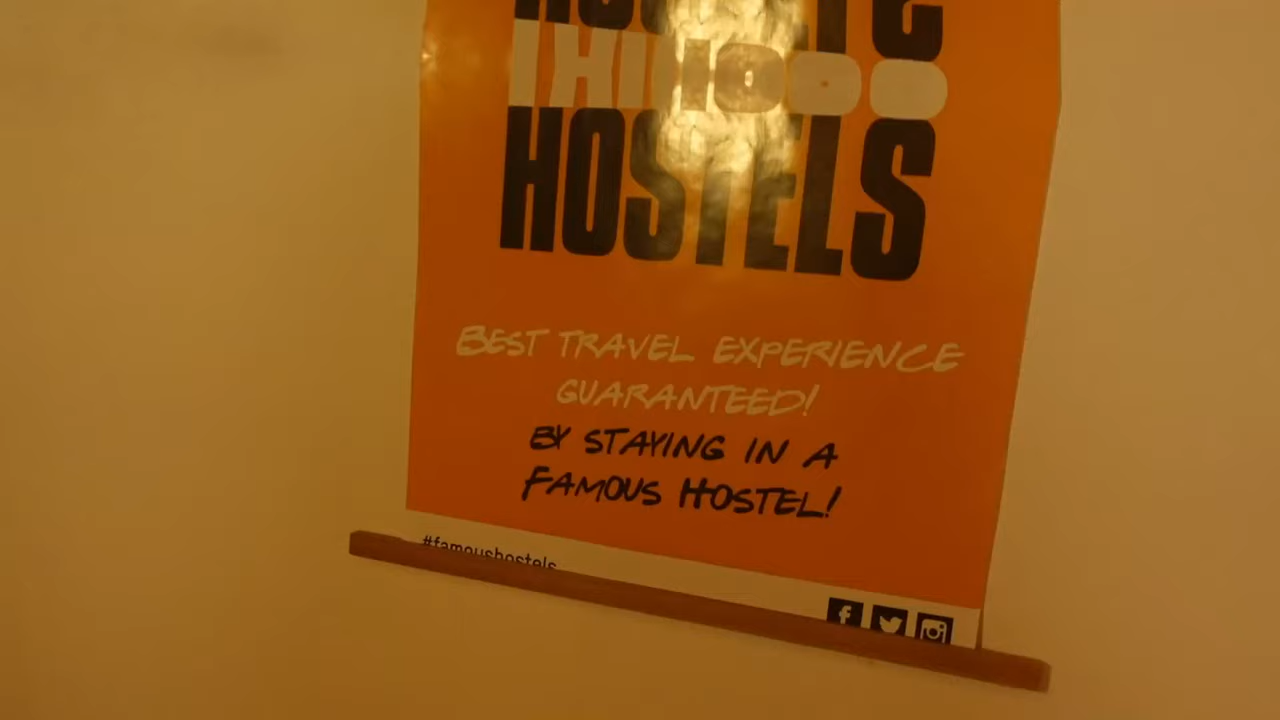 HOSTELS
BEST TRAVEL EXPERIENCE
GUARANTEED!
BY STAYING IN A
FAMOUS HOSTEL!
#famoushostels